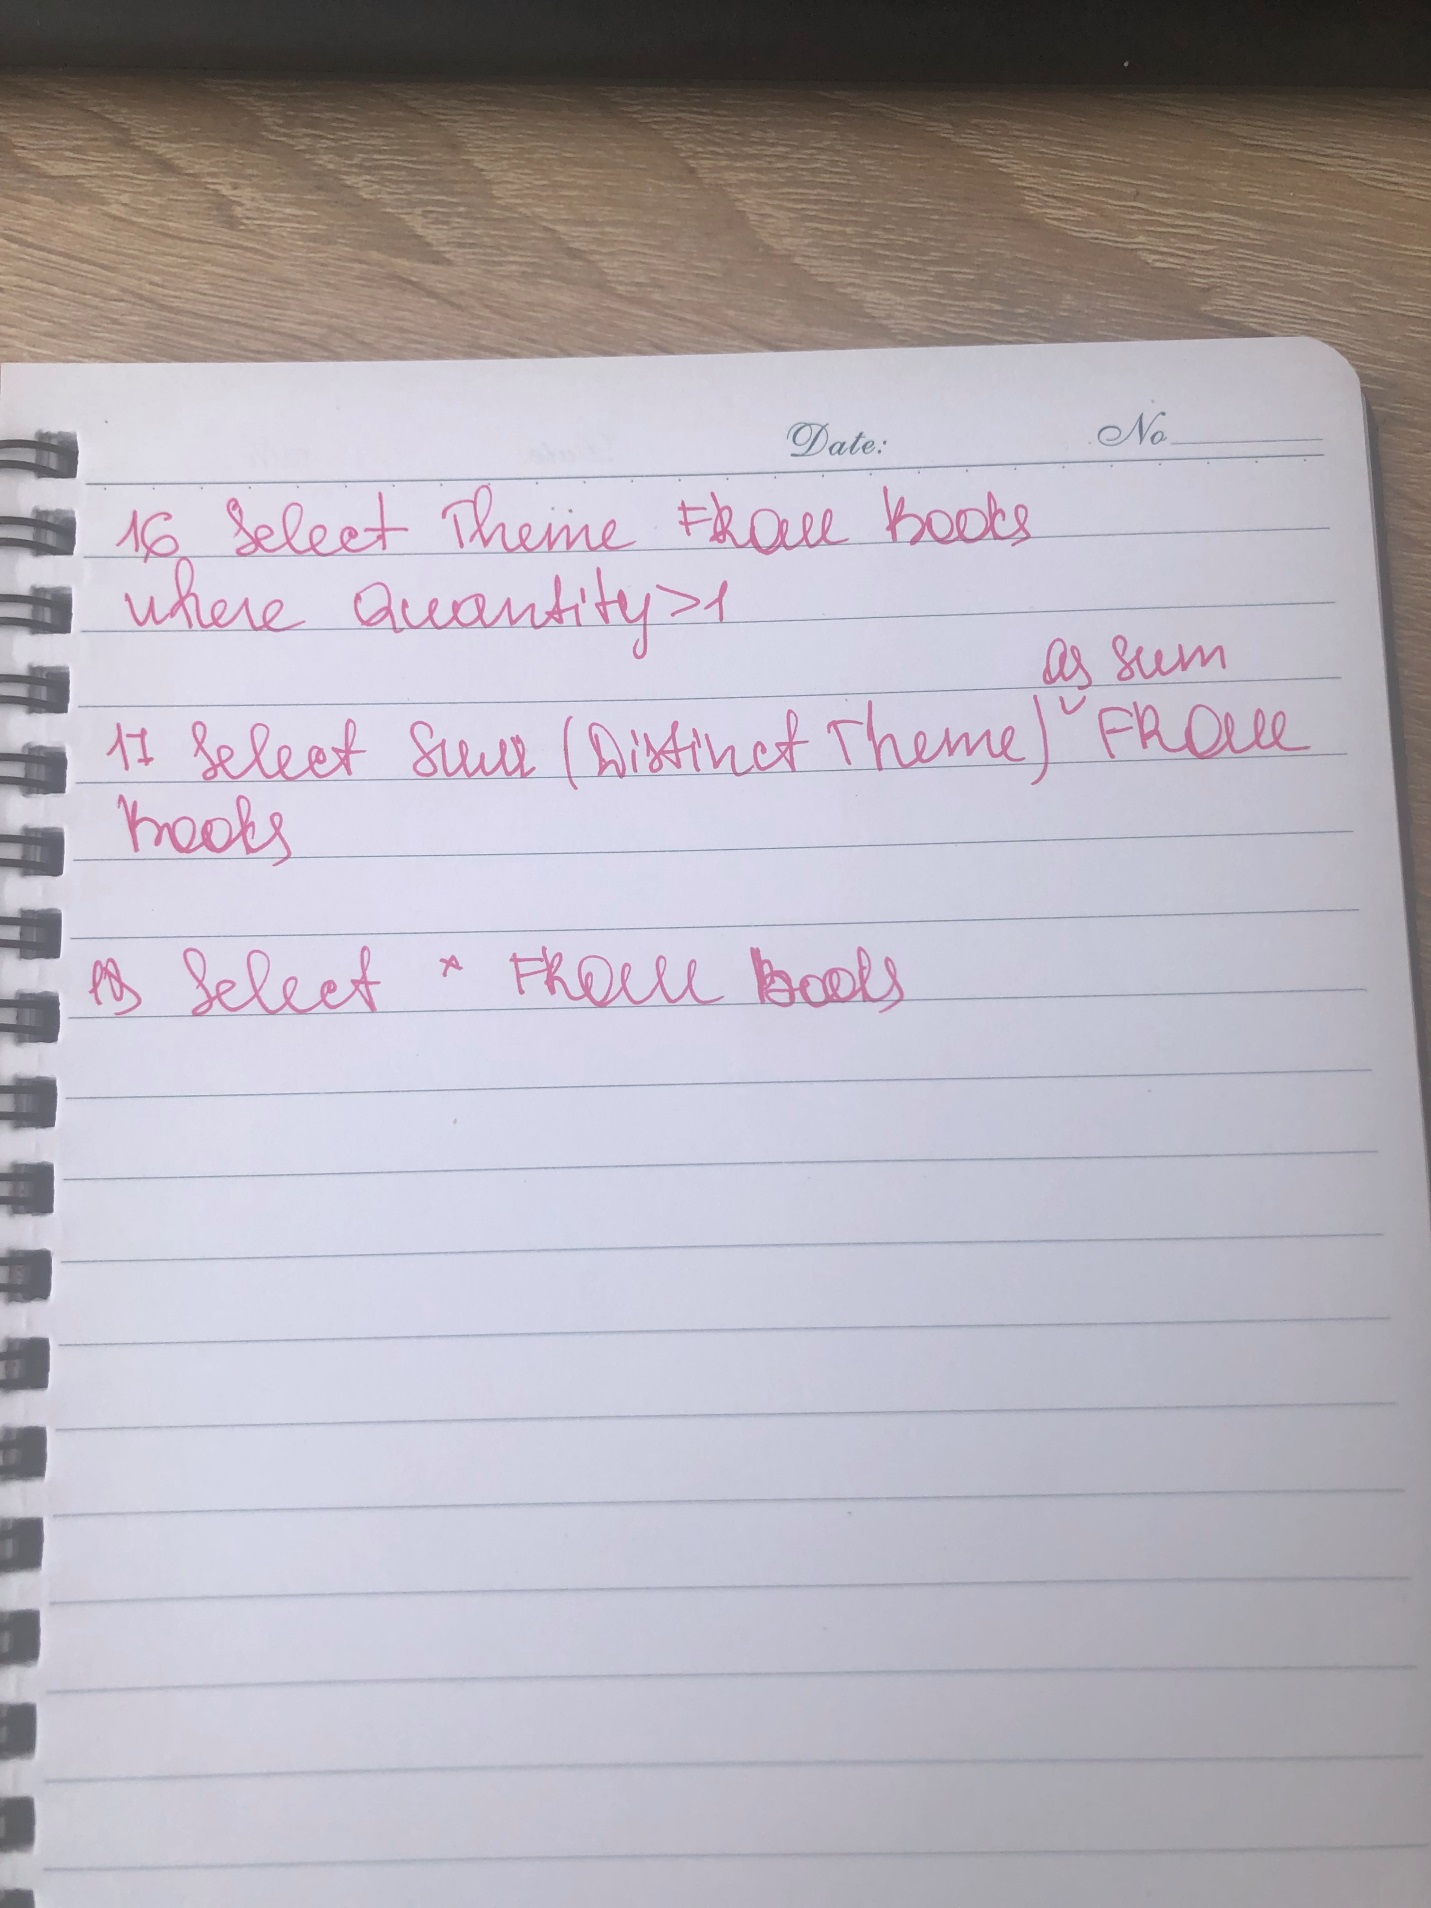 Date: No
16 Select Theme FROM Books
where Quantity>1
as sum
17 Select Sum (Distinct Theme) FROM
Books
18 Select * FROM Books